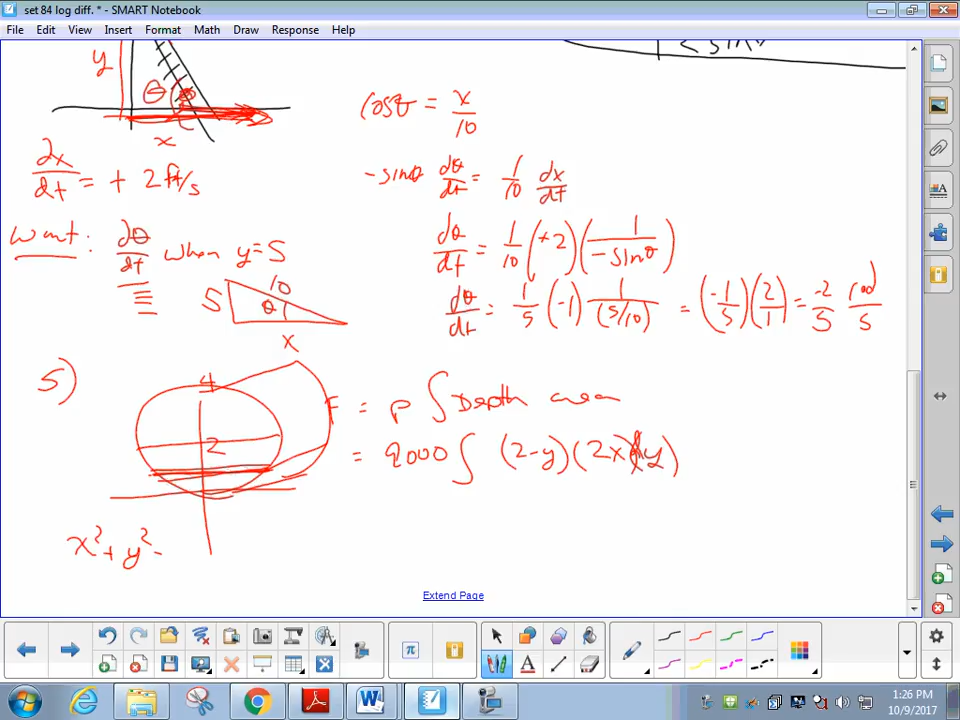 set 84 log diff. * - SMART Notebook
File Edit View Insert Format Math Draw Response Help
y
θ
x
cosθ = x/10
dx/dt = + 2 ft/s
-sinθ dθ/dt = 1/10 dx/dt
Want: dθ/dt when y=5
dθ/dt = 1/10 (+2)(1/-sinθ)
5 10 θ x
dθ/dt = 1/5 (-1) 1/(5/10) = (-1/5)(2/1) = -2/5 rad/s
5)
4
2
F = ρ ∫ Depth area
= 9000 ∫ (2-y)(2x dy)
x² + y² -
Extend Page
1:26 PM
10/9/2017